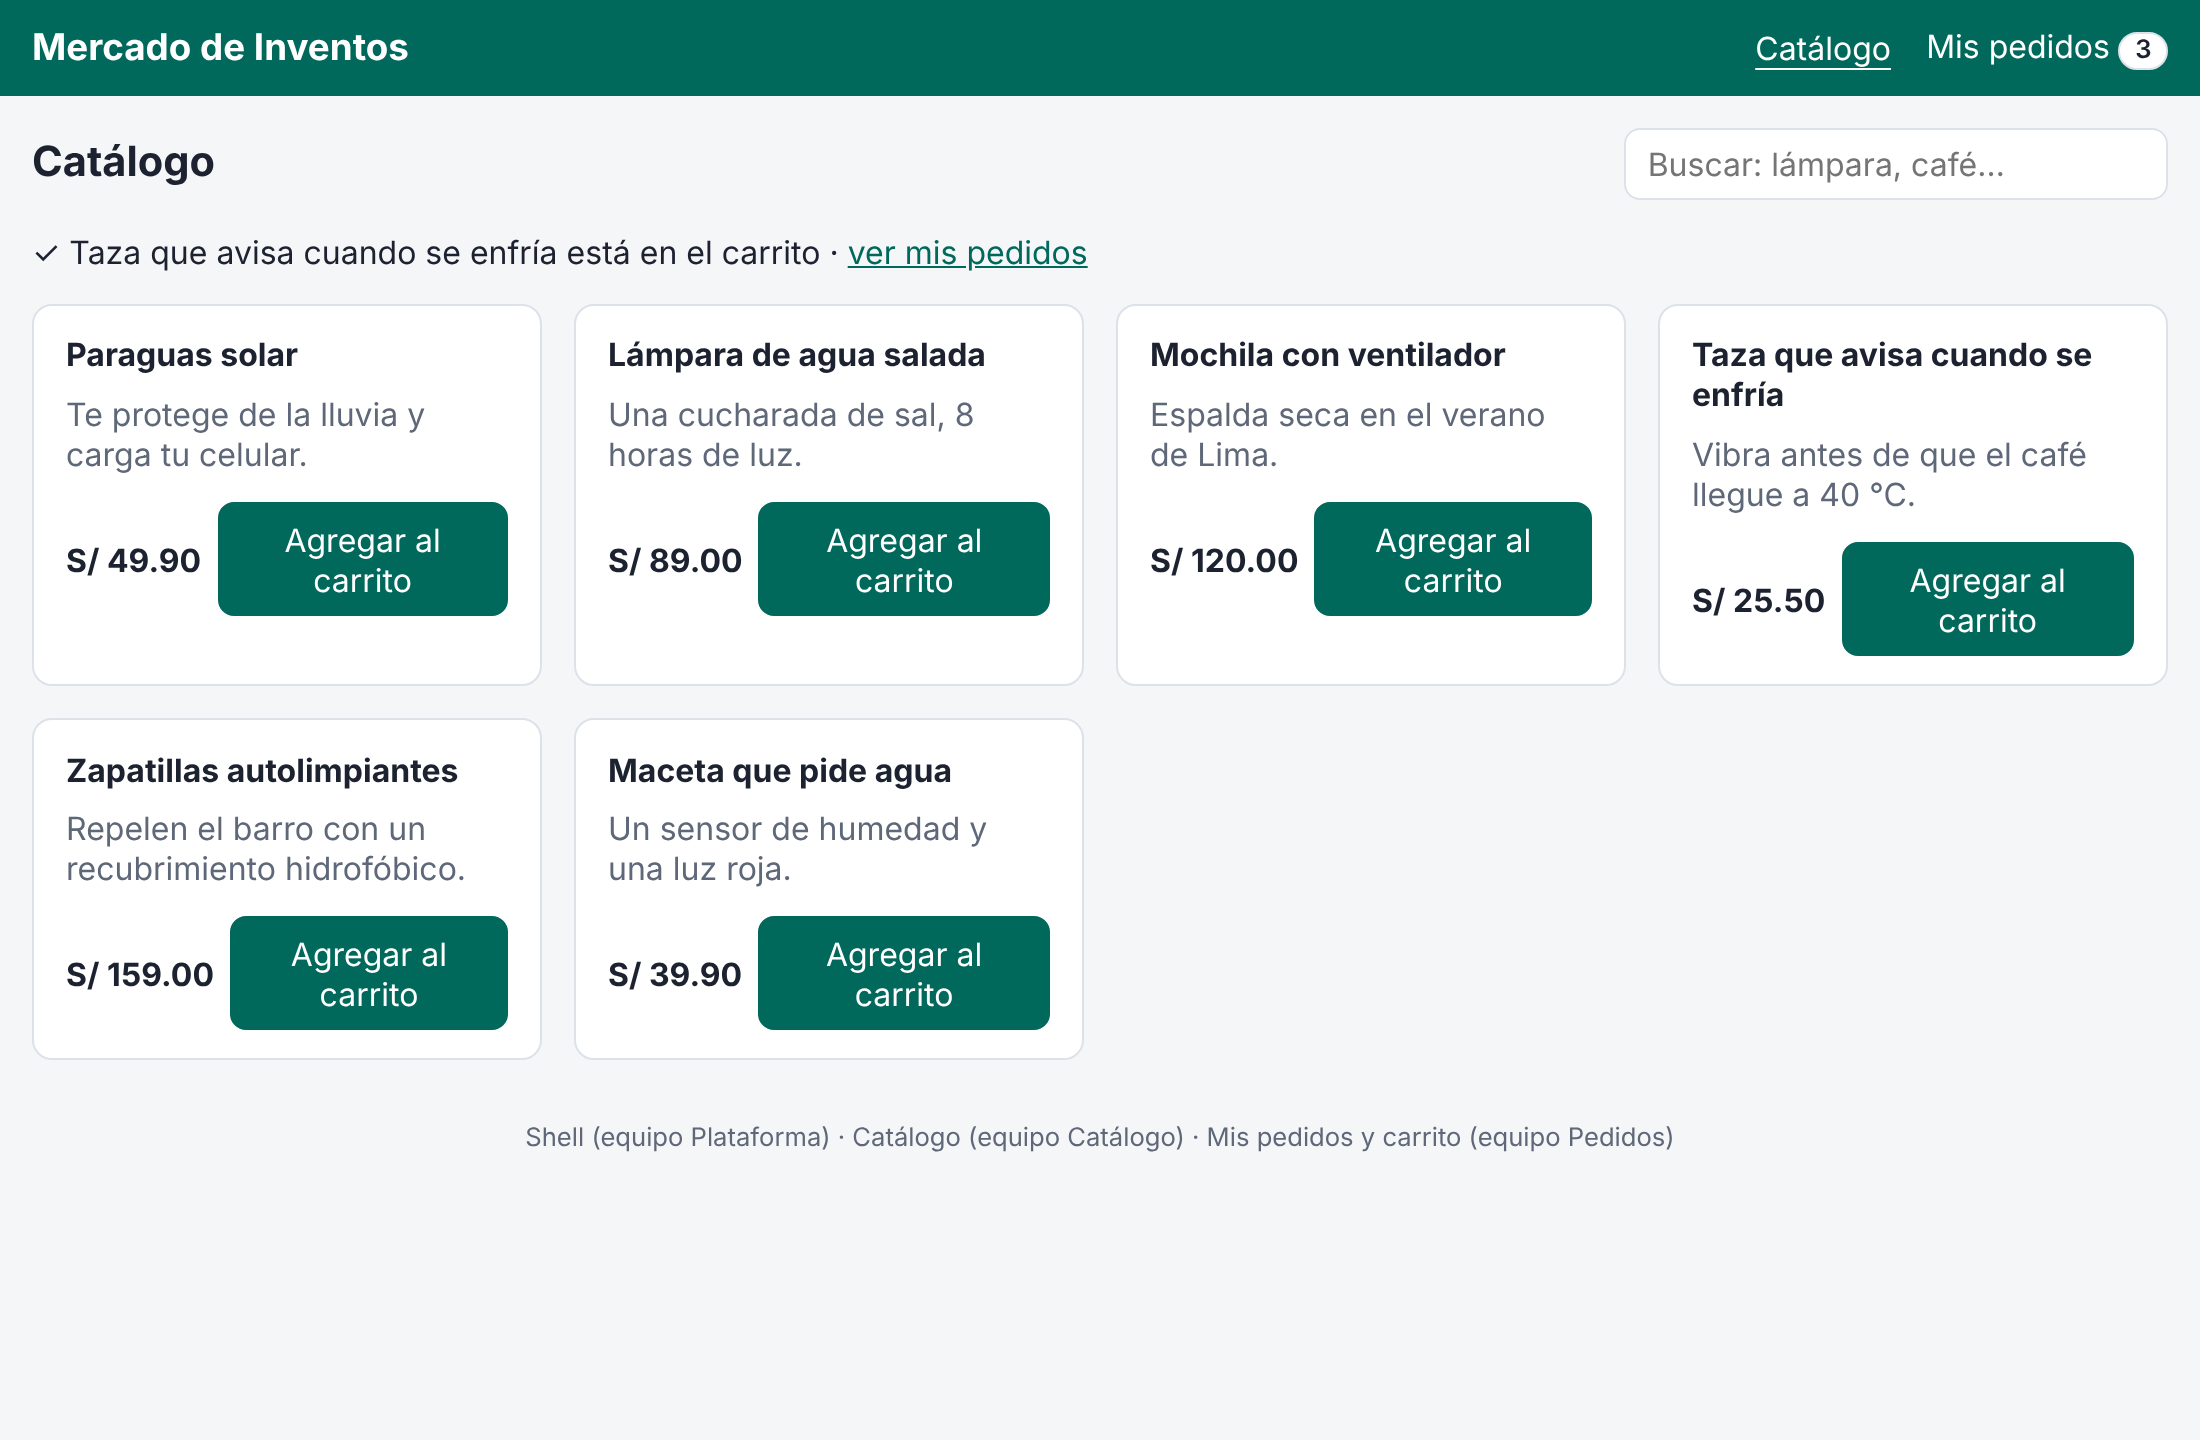 Mercado de Inventos
Catálogo
Mis pedidos 3
Catálogo
Buscar: lámpara, café...
✓ Taza que avisa cuando se enfría está en el carrito · ver mis pedidos
Paraguas solar
Te protege de la lluvia y
carga tu celular.
S/ 49.90
Agregar al
carrito
Lámpara de agua salada
Una cucharada de sal, 8
horas de luz.
S/ 89.00
Agregar al
carrito
Mochila con ventilador
Espalda seca en el verano
de Lima.
S/ 120.00
Agregar al
carrito
Taza que avisa cuando se
enfría
Vibra antes de que el café
llegue a 40 °C.
S/ 25.50
Agregar al
carrito
Zapatillas autolimpiantes
Repelen el barro con un
recubrimiento hidrofóbico.
S/ 159.00
Agregar al
carrito
Maceta que pide agua
Un sensor de humedad y
una luz roja.
S/ 39.90
Agregar al
carrito
Shell (equipo Plataforma) · Catálogo (equipo Catálogo) · Mis pedidos y carrito (equipo Pedidos)